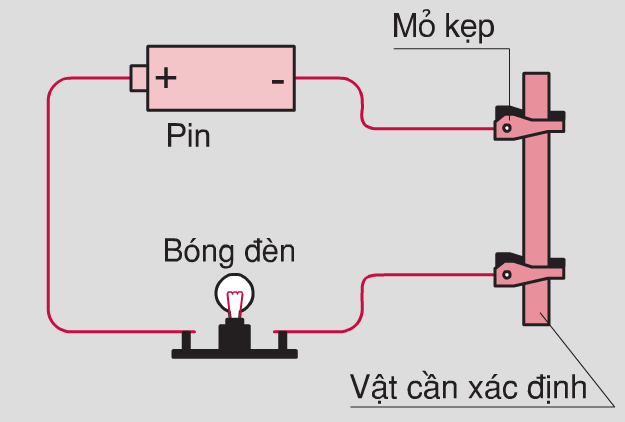 Mỏ kẹp
+ -
Pin
Bóng đèn
Vật cần xác định